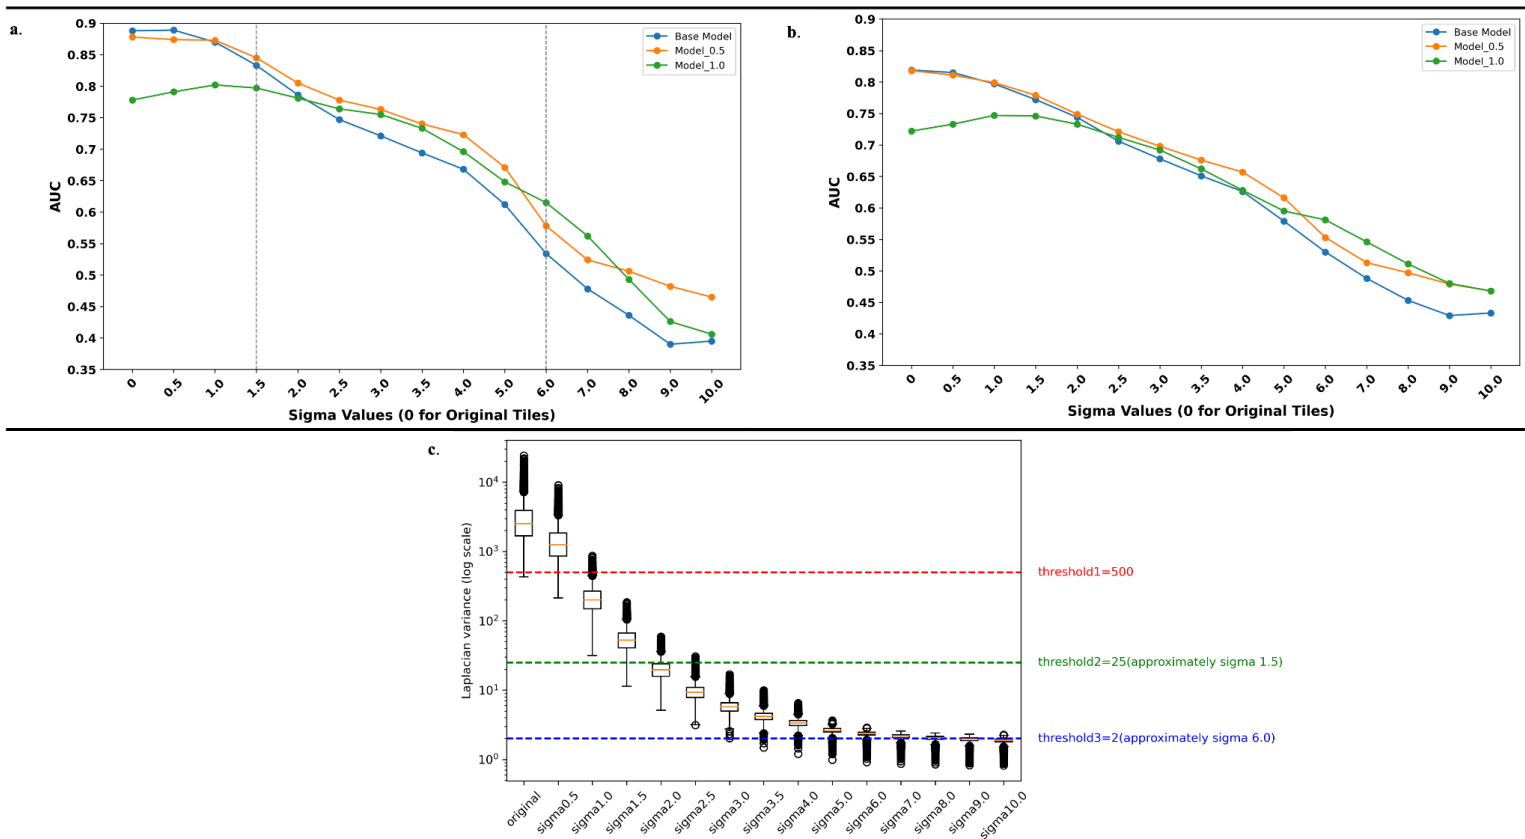 a.
0.9
0.85
0.8
0.75
0.7
0.65
0.6
0.55
0.5
0.45
0.4
0.35
AUC
Base Model
Model_0.5
Model_1.0
0 0.5 1.0 1.5 2.0 2.5 3.0 3.5 4.0 5.0 6.0 7.0 8.0 9.0 10.0
Sigma Values (0 for Original Tiles)
b.
0.9
0.85
0.8
0.75
0.7
0.65
0.6
0.55
0.5
0.45
0.4
0.35
AUC
Base Model
Model_0.5
Model_1.0
0 0.5 1.0 1.5 2.0 2.5 3.0 3.5 4.0 5.0 6.0 7.0 8.0 9.0 10.0
Sigma Values (0 for Original Tiles)
c.
Laplacian variance (log scale)
10⁴
10³
10²
10¹
10⁰
threshold1=500
threshold2=25(approximately sigma 1.5)
threshold3=2(approximately sigma 6.0)
original sigma0.5 sigma1.0 sigma1.5 sigma2.0 sigma2.5 sigma3.0 sigma3.5 sigma4.0 sigma5.0 sigma6.0 sigma7.0 sigma8.0 sigma9.0 sigma10.0